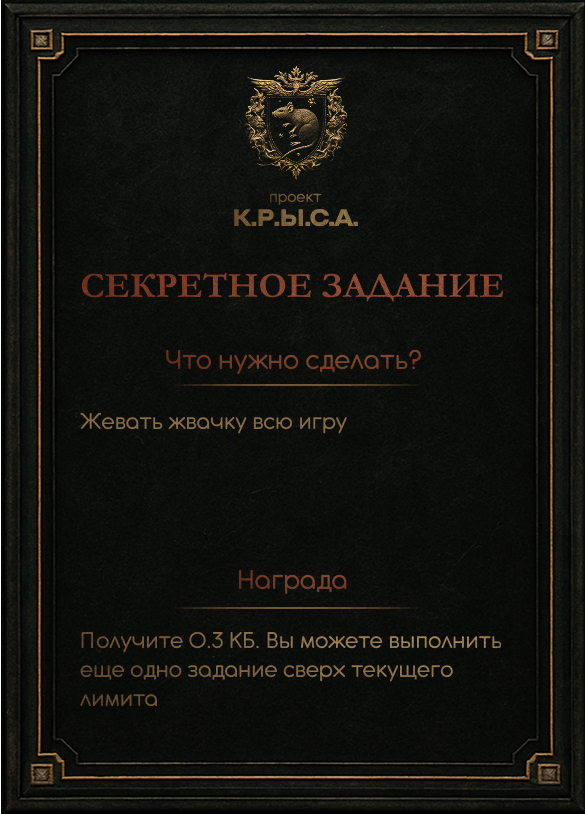 проект
К.Р.Ы.С.А.
СЕКРЕТНОЕ ЗАДАНИЕ
Что нужно сделать?
Жевать жвачку всю игру
Награда
Получите 0.3 КБ. Вы можете выполнить
еще одно задание сверх текущего
лимита